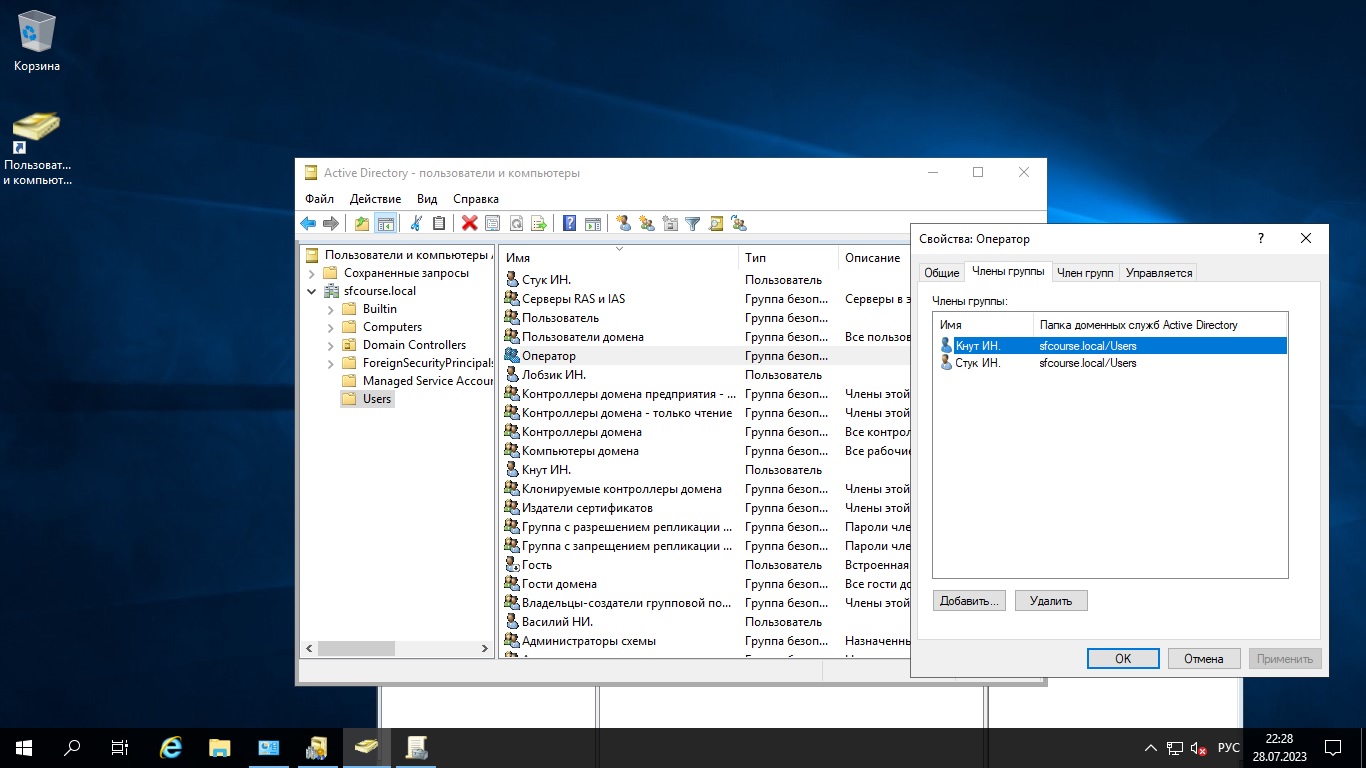 Корзина
Пользоват...
и компьют...
Active Directory - пользователи и компьютеры
Файл Действие Вид Справка
Пользователи и компьютеры
Сохраненные запросы
sfcourse.local
Builtin
Computers
Domain Controllers
ForeignSecurityPrincipals
Managed Service Accour
Users
Имя Тип Описание
Стук ИН. Пользователь
Серверы RAS и IAS Группа безоп... Серверы в э
Пользователь Группа безоп...
Пользователи домена Группа безоп... Все пользов
Оператор Группа безоп...
Лобзик ИН. Пользователь
Контроллеры домена предприятия - ... Группа безоп... Члены этой
Контроллеры домена - только чтение Группа безоп... Члены этой
Контроллеры домена Группа безоп... Все контрол
Компьютеры домена Группа безоп... Все рабочие
Кнут ИН. Пользователь
Клонируемые контроллеры домена Группа безоп... Члены этой
Издатели сертификатов Группа безоп... Члены этой
Группа с разрешением репликации ... Группа безоп... Пароли чле
Группа с запрещением репликации ... Группа безоп... Пароли чле
Гость Пользователь Встроенная
Гости домена Группа безоп... Все гости до
Владельцы-создатели групповой по... Группа безоп... Члены этой
Василий НИ. Пользователь
Администраторы схемы Группа безоп... Назначенны
Свойства: Оператор ?
Общие Члены группы Член групп Управляется
Члены группы:
Имя Папка доменных служб Active Directory
Кнут ИН. sfcourse.local/Users
Стук ИН. sfcourse.local/Users
Добавить... Удалить
ОК Отмена Применить
РУС
22:28
28.07.2023